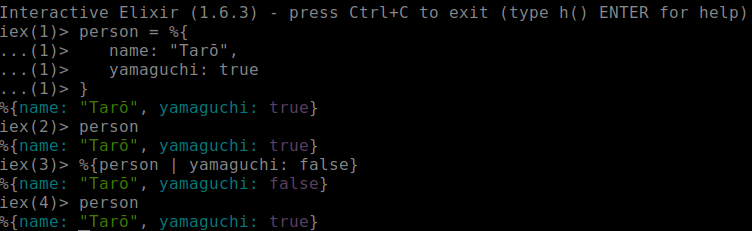 Interactive Elixir (1.6.3) - press Ctrl+C to exit (type h() ENTER for help)
iex(1)> person = %{
...(1)>   name: "Tarō",
...(1)>   yamaguchi: true
...(1)> }
%{name: "Tarō", yamaguchi: true}
iex(2)> person
%{name: "Tarō", yamaguchi: true}
iex(3)> %{person | yamaguchi: false}
%{name: "Tarō", yamaguchi: false}
iex(4)> person
%{name: "Tarō", yamaguchi: true}